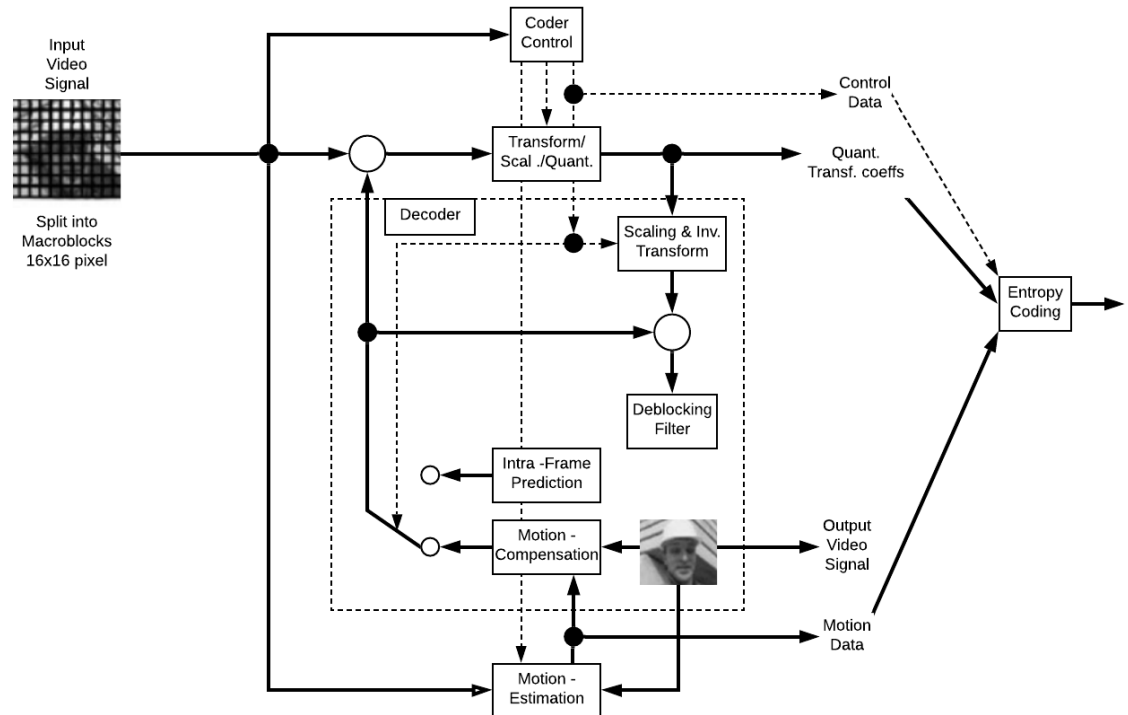 Input
Video
Signal
Split into
Macroblocks
16x16 pixel
Coder
Control
Transform/
Scal ./Quant.
Control
Data
Quant.
Transf. coeffs
Decoder
Scaling & Inv.
Transform
Entropy
Coding
Deblocking
Filter
Intra -Frame
Prediction
Motion -
Compensation
Output
Video
Signal
Motion
Data
Motion -
Estimation